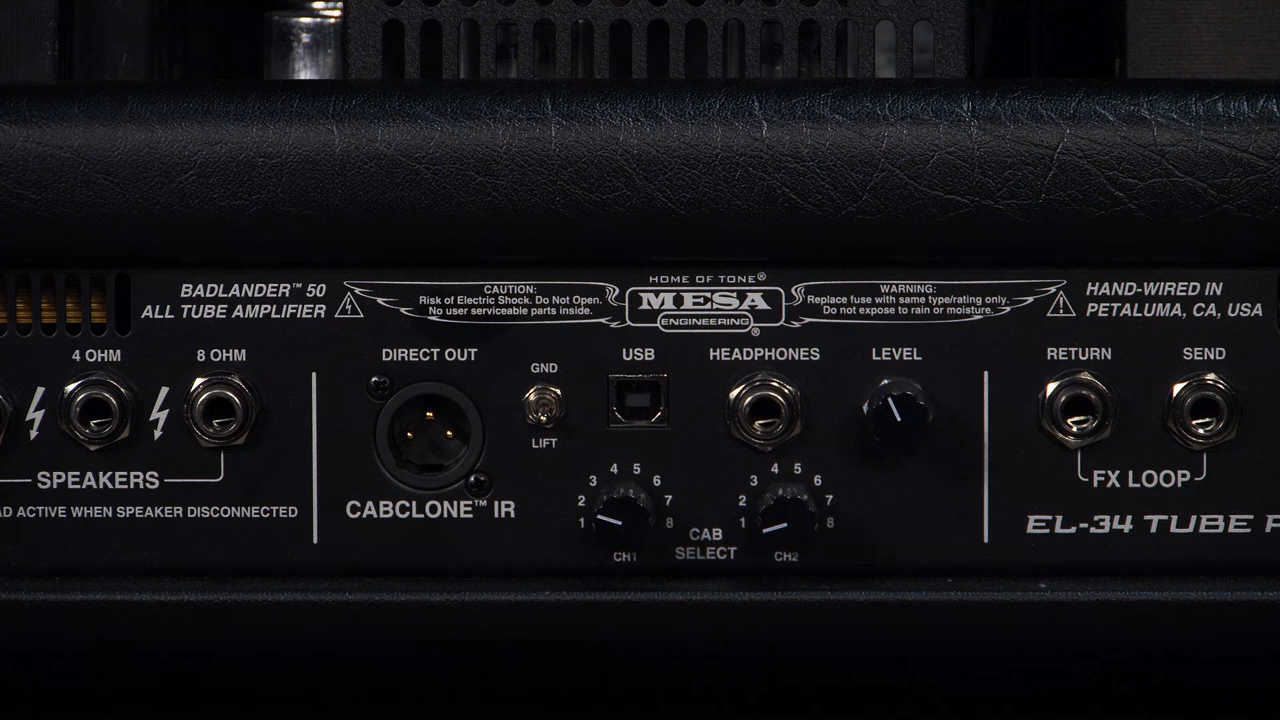 BADLANDER™ 50
ALL TUBE AMPLIFIER
CAUTION:
Risk of Electric Shock. Do Not Open.
No user serviceable parts inside.
HOME OF TONE®
MESA
ENGINEERING®
WARNING:
Replace fuse with same type/rating only.
Do not expose to rain or moisture.
HAND-WIRED IN
PETALUMA, CA, USA
4 OHM
8 OHM
SPEAKERS
ACTIVE WHEN SPEAKER DISCONNECTED
DIRECT OUT
CABCLONE™ IR
GND
LIFT
USB
HEADPHONES
LEVEL
1 2 3 4 5 6 7 8
CH1
CAB
SELECT
1 2 3 4 5 6 7 8
CH2
RETURN
SEND
FX LOOP
EL-34 TUBE